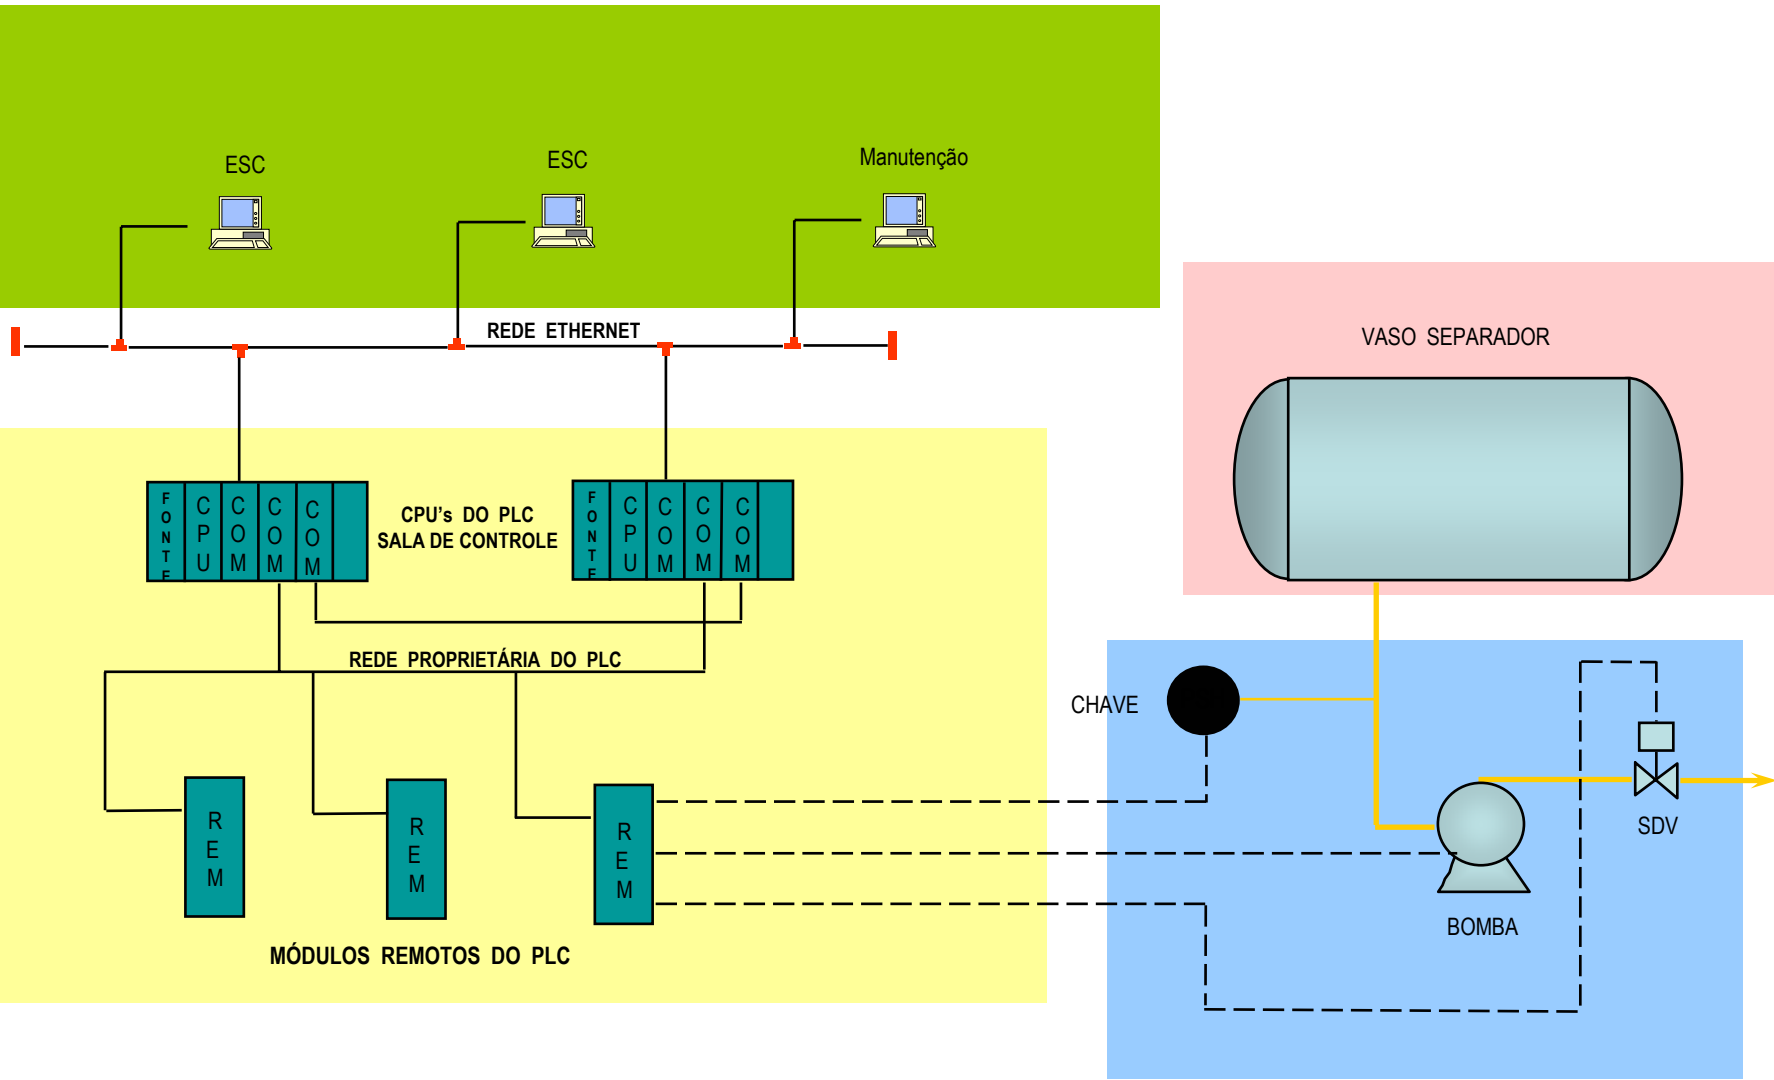 ESC
ESC
Manutenção
REDE ETHERNET
VASO SEPARADOR
FONTE
CPU
COM
COM
COM
CPU's DO PLC
SALA DE CONTROLE
FONTE
CPU
COM
COM
COM
REDE PROPRIETÁRIA DO PLC
CHAVE
REM
REM
REM
SDV
BOMBA
MÓDULOS REMOTOS DO PLC